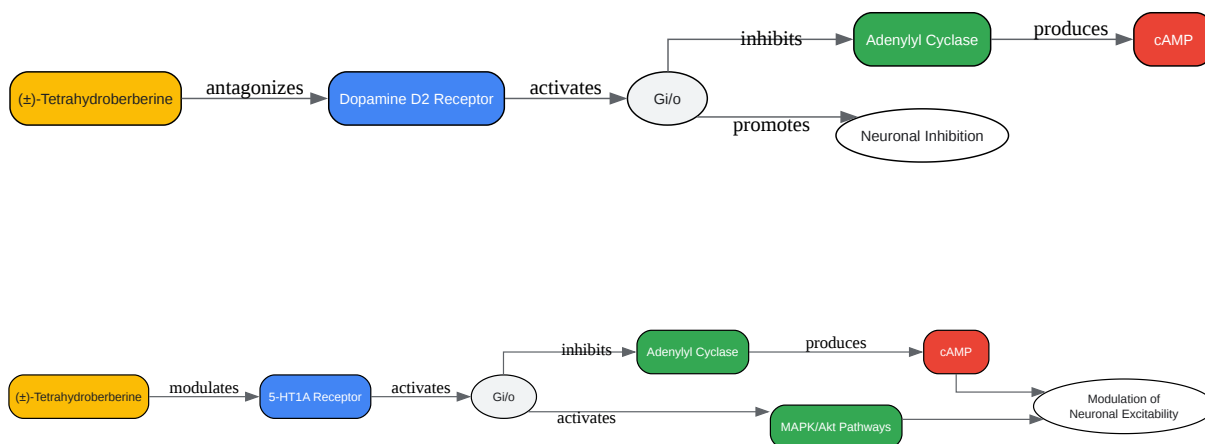 inhibits
Adenylyl Cyclase
produces
cAMP
(±)-Tetrahydroberberine
antagonizes
Dopamine D2 Receptor
activates
Gi/o
promotes
Neuronal Inhibition
inhibits
Adenylyl Cyclase
produces
cAMP
(±)-Tetrahydroberberine
modulates
5-HT1A Receptor
activates
Gi/o
activates
MAPK/Akt Pathways
Modulation of
Neuronal Excitability